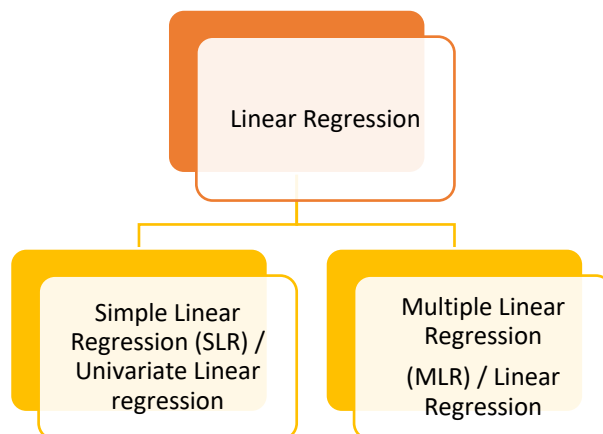 Linear Regression
Simple Linear
Regression (SLR) /
Univariate Linear
regression
Multiple Linear
Regression
(MLR) / Linear
Regression